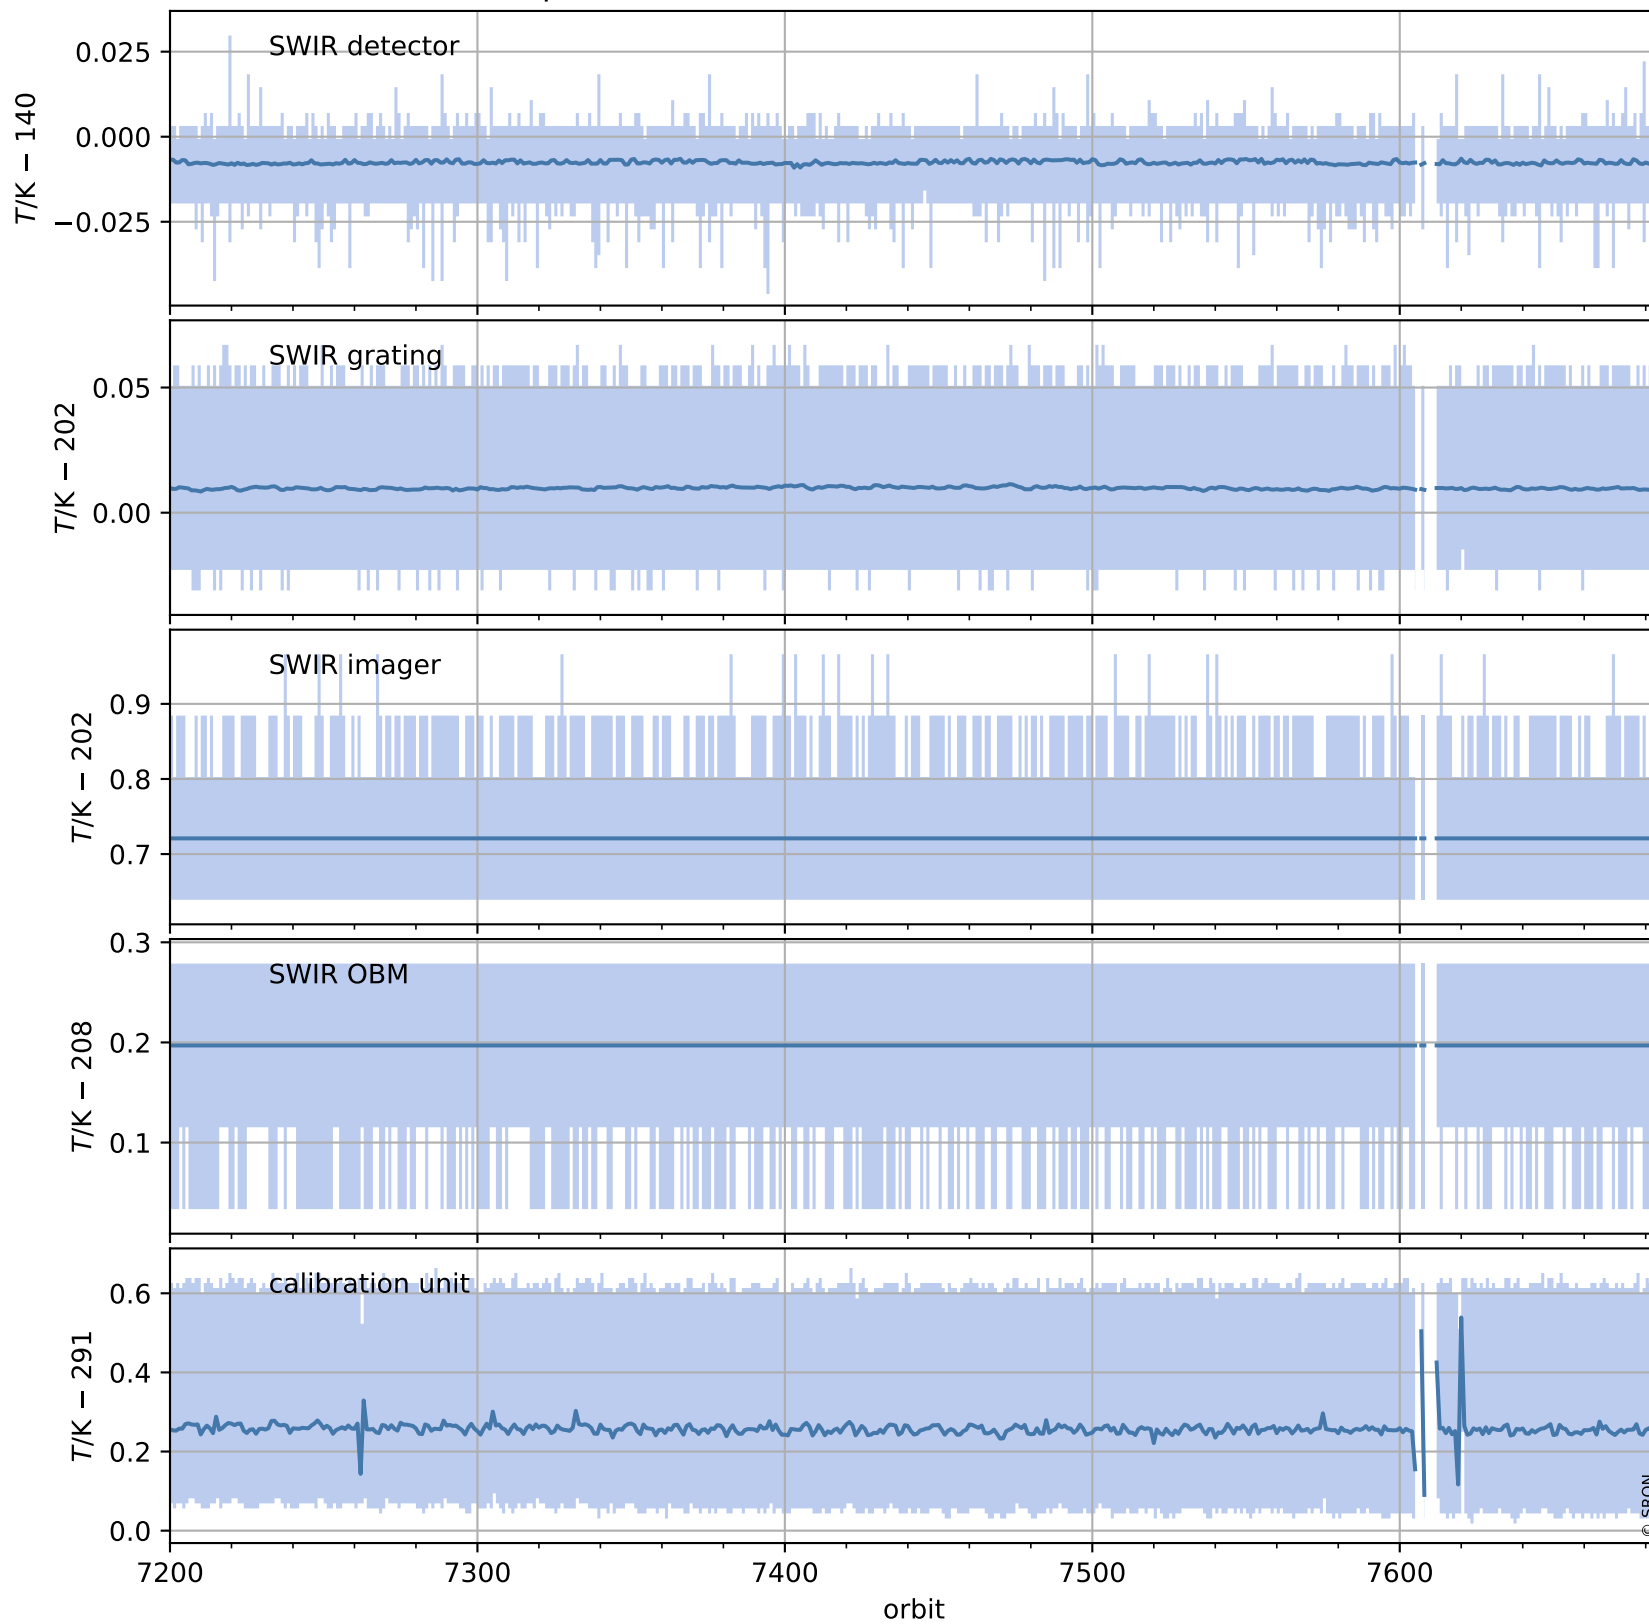 SWIR detector
0.025
0.000
−0.025
T/K − 140
SWIR grating
0.05
0.00
T/K − 202
SWIR imager
0.9
0.8
0.7
T/K − 202
SWIR OBM
0.3
0.2
0.1
T/K − 208
calibration unit
0.6
0.4
0.2
0.0
T/K − 291
7200 7300 7400 7500 7600
orbit
© SRON